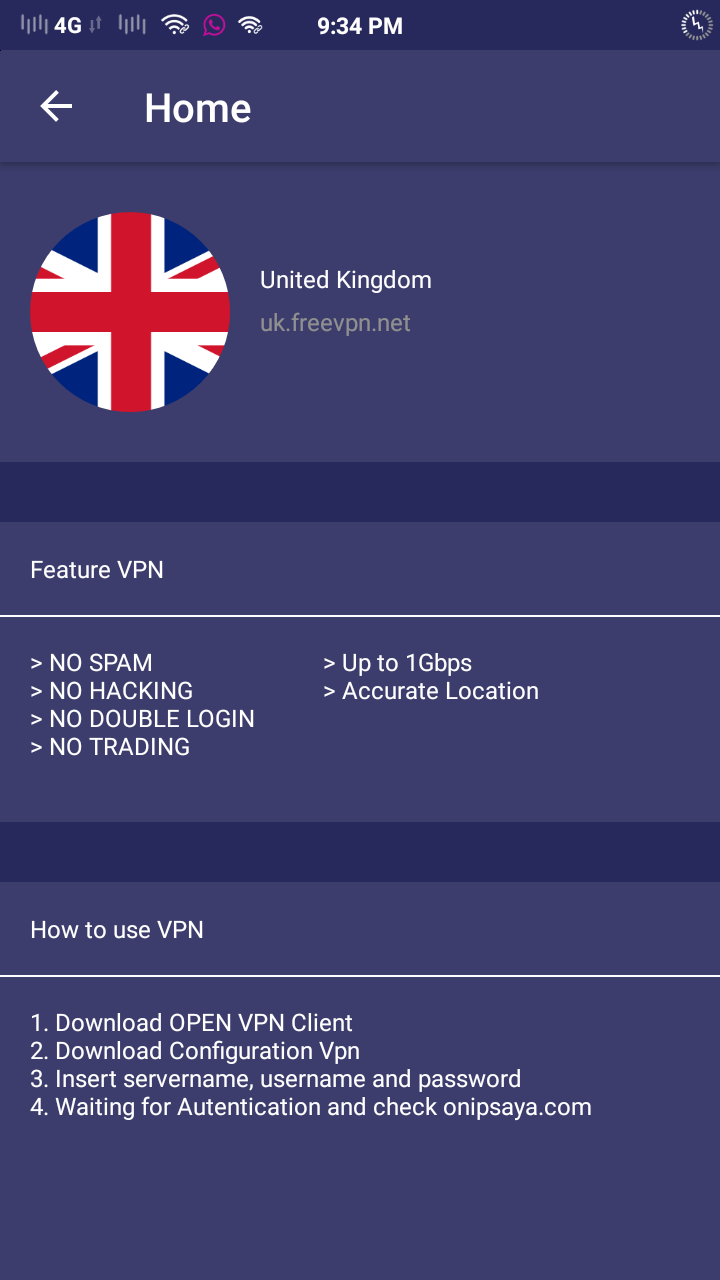 4G 9:34 PM
Home
United Kingdom
uk.freevpn.net
Feature VPN
> NO SPAM
> NO HACKING
> NO DOUBLE LOGIN
> NO TRADING
> Up to 1Gbps
> Accurate Location
How to use VPN
1. Download OPEN VPN Client
2. Download Configuration Vpn
3. Insert servername, username and password
4. Waiting for Autentication and check onipsaya.com